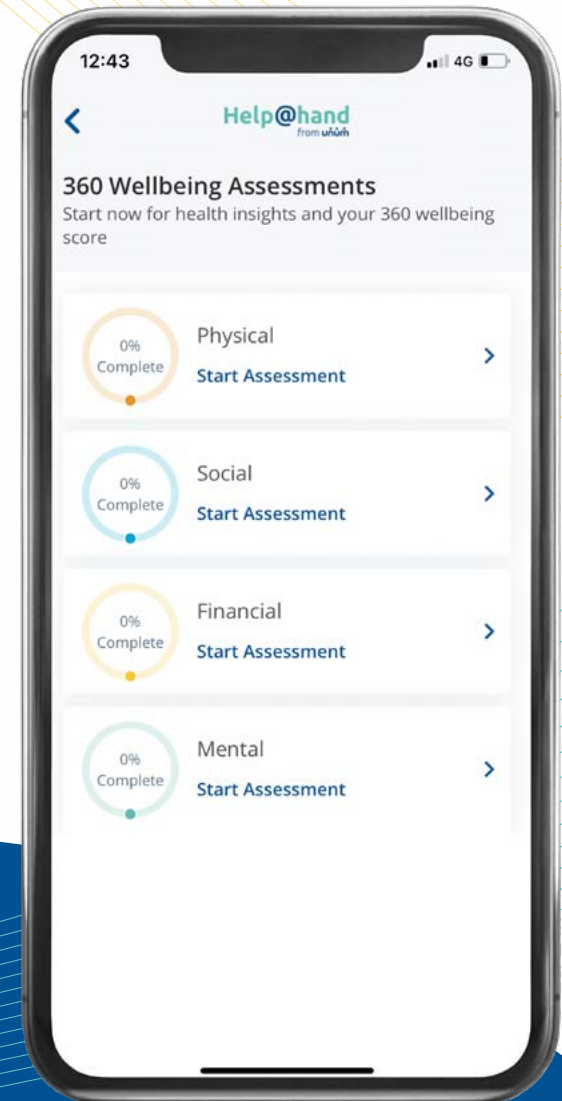 12:43
4G
Help@hand
from unum
360 Wellbeing Assessments
Start now for health insights and your 360 wellbeing
score
0%
Complete
Physical
Start Assessment
0%
Complete
Social
Start Assessment
0%
Complete
Financial
Start Assessment
0%
Complete
Mental
Start Assessment